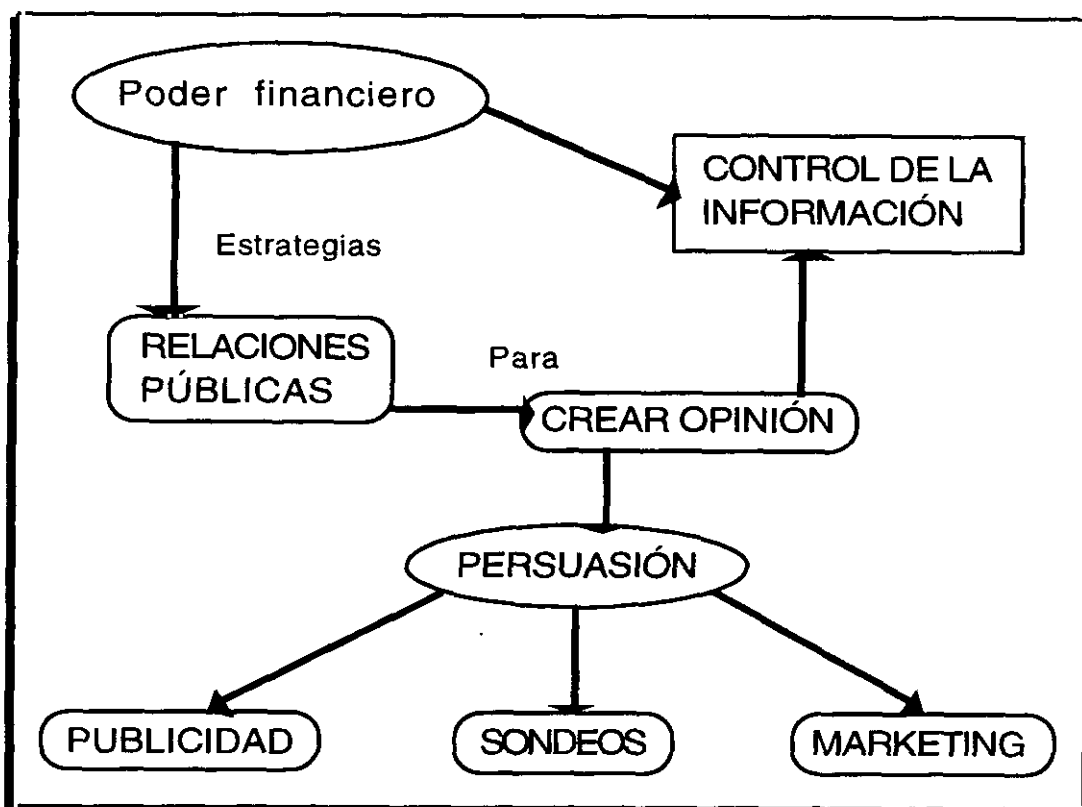 Poder financiero
CONTROL DE LA
INFORMACIÓN
Estrategias
RELACIONES
PÚBLICAS
Para
CREAR OPINIÓN
PERSUASIÓN
PUBLICIDAD
SONDEOS
MARKETING